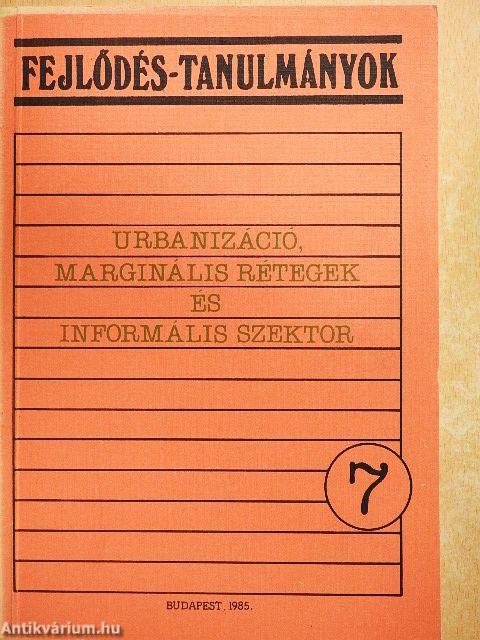 FEJLŐDÉS-TANULMÁNYOK
URBANIZÁCIÓ,
MARGINÁLIS RÉTEGEK
ÉS
INFORMÁLIS SZEKTOR
7
BUDAPEST, 1985.
Antikvárium.hu